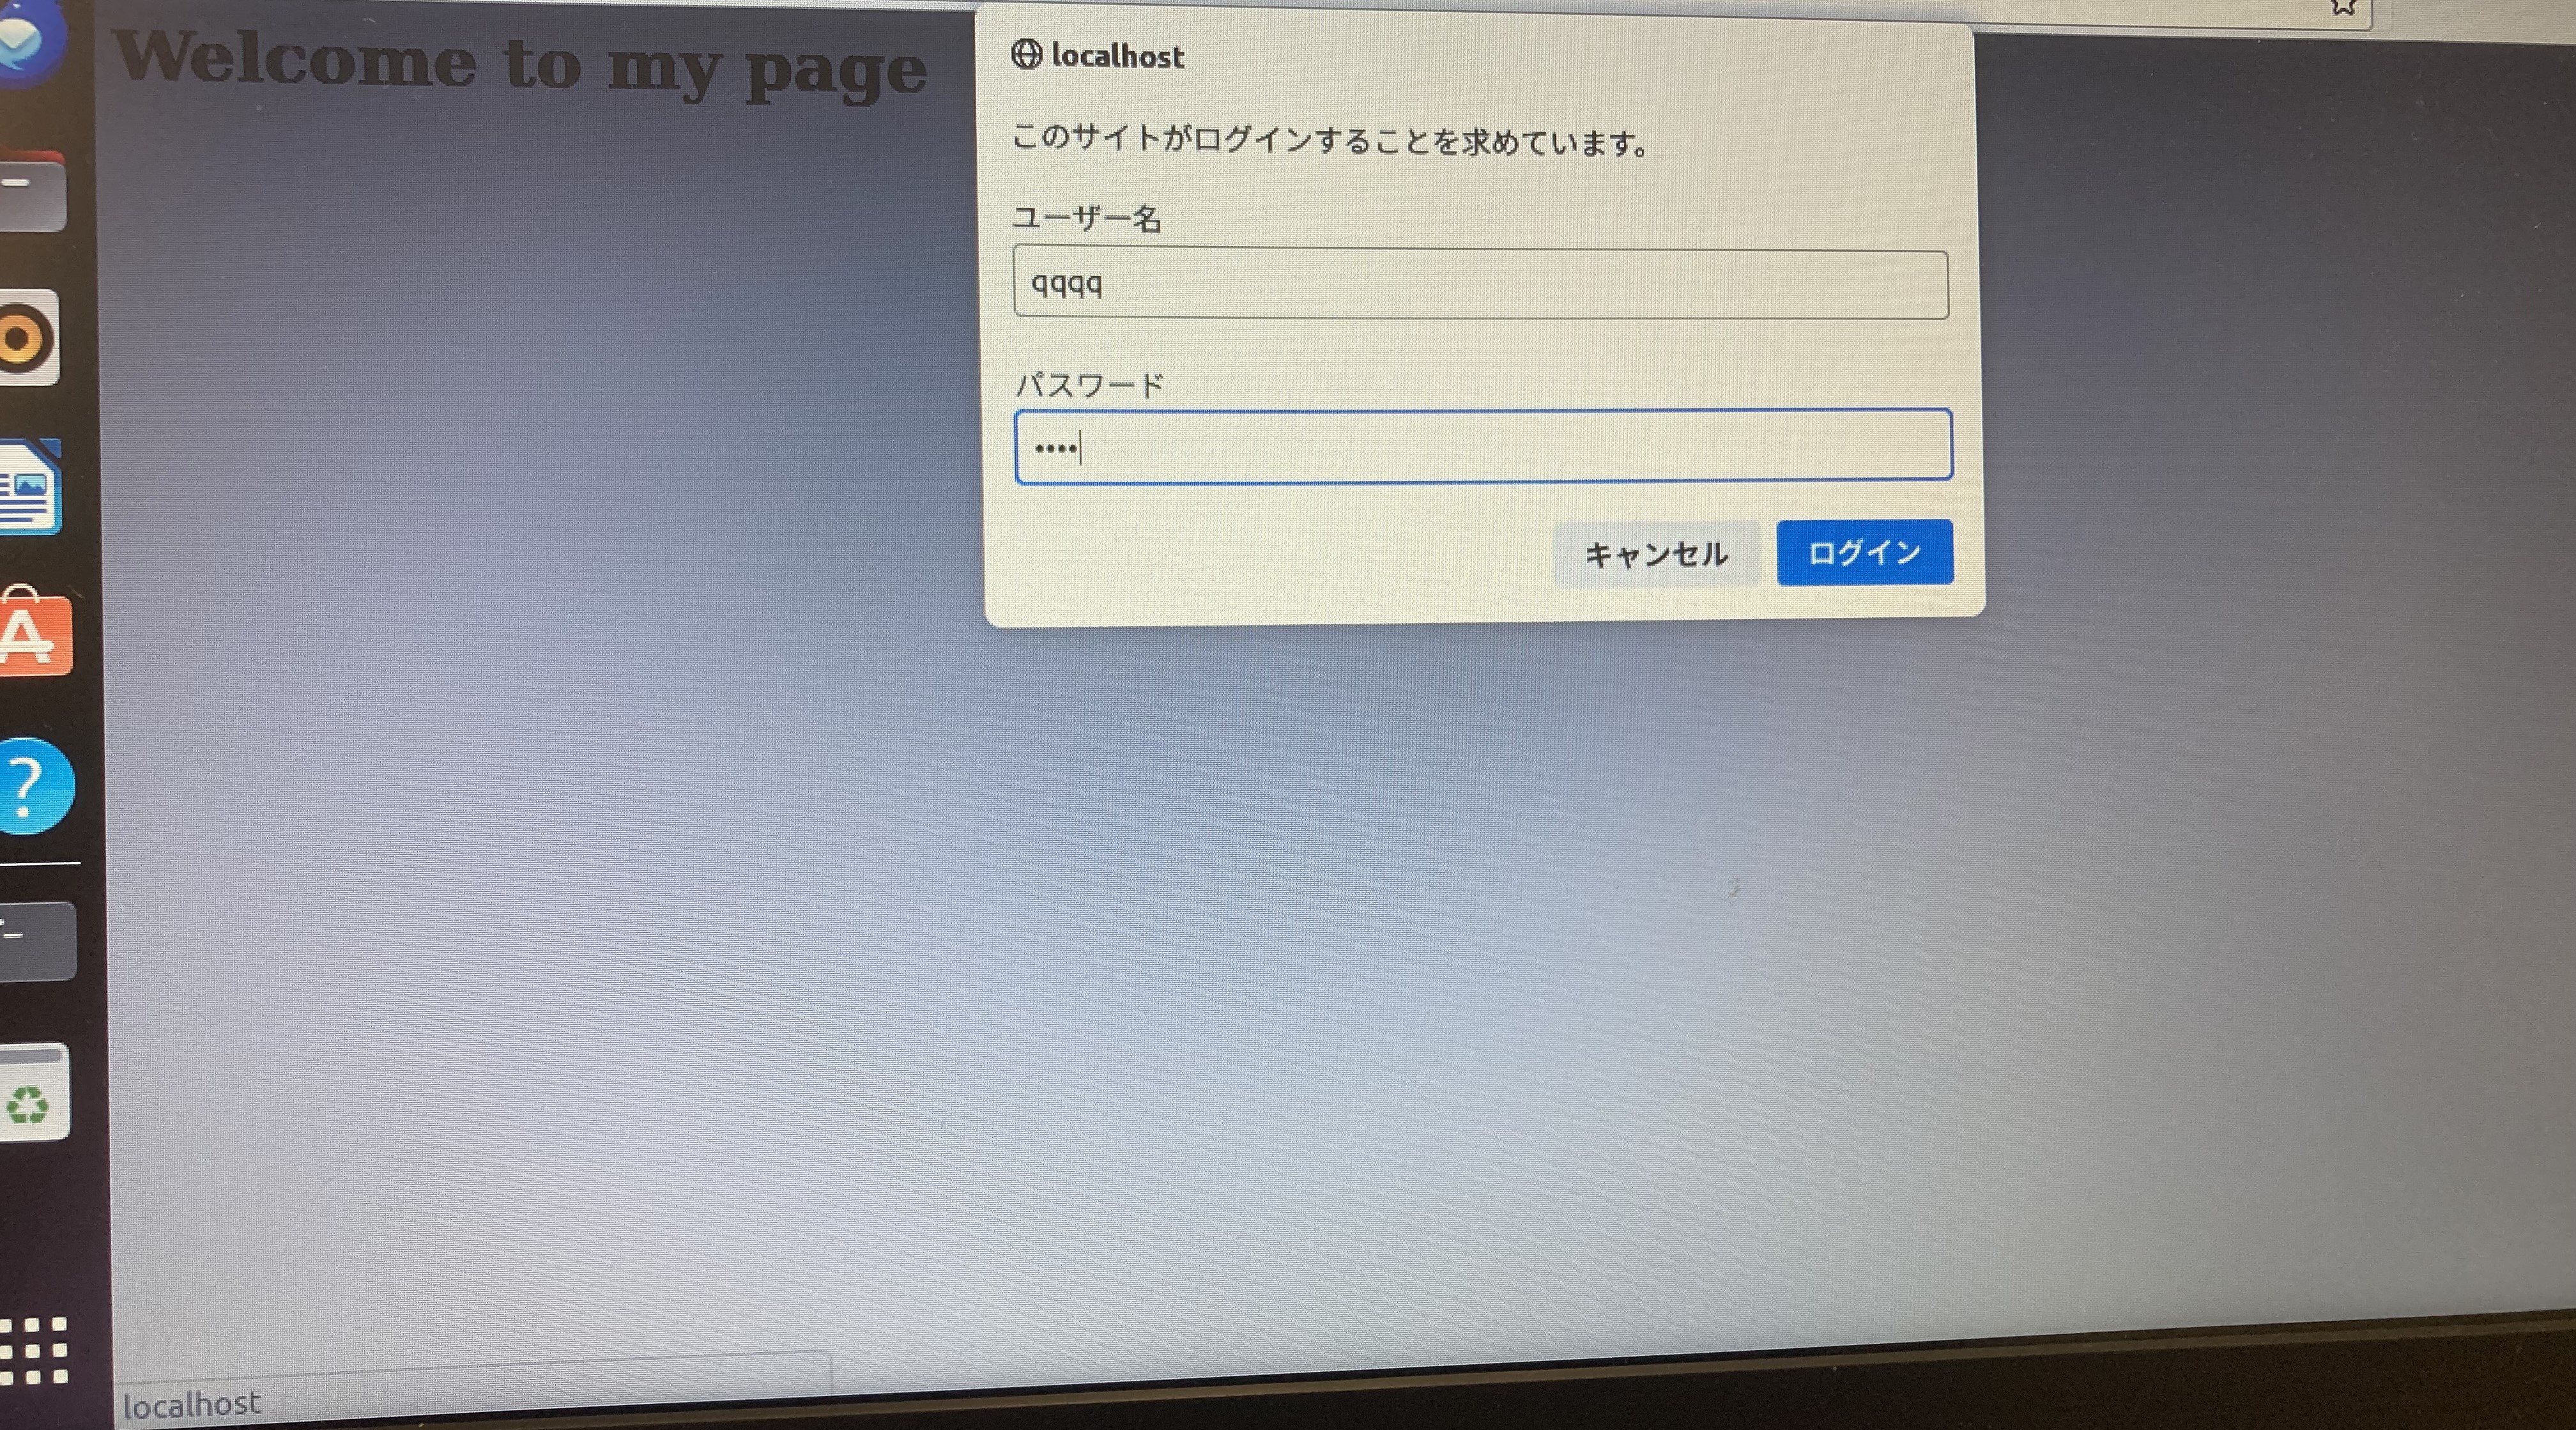 Welcome to my page
localhost
このサイトがログインすることを求めています。
ユーザー名
qqqq
パスワード
••••
キャンセル
ログイン
localhost